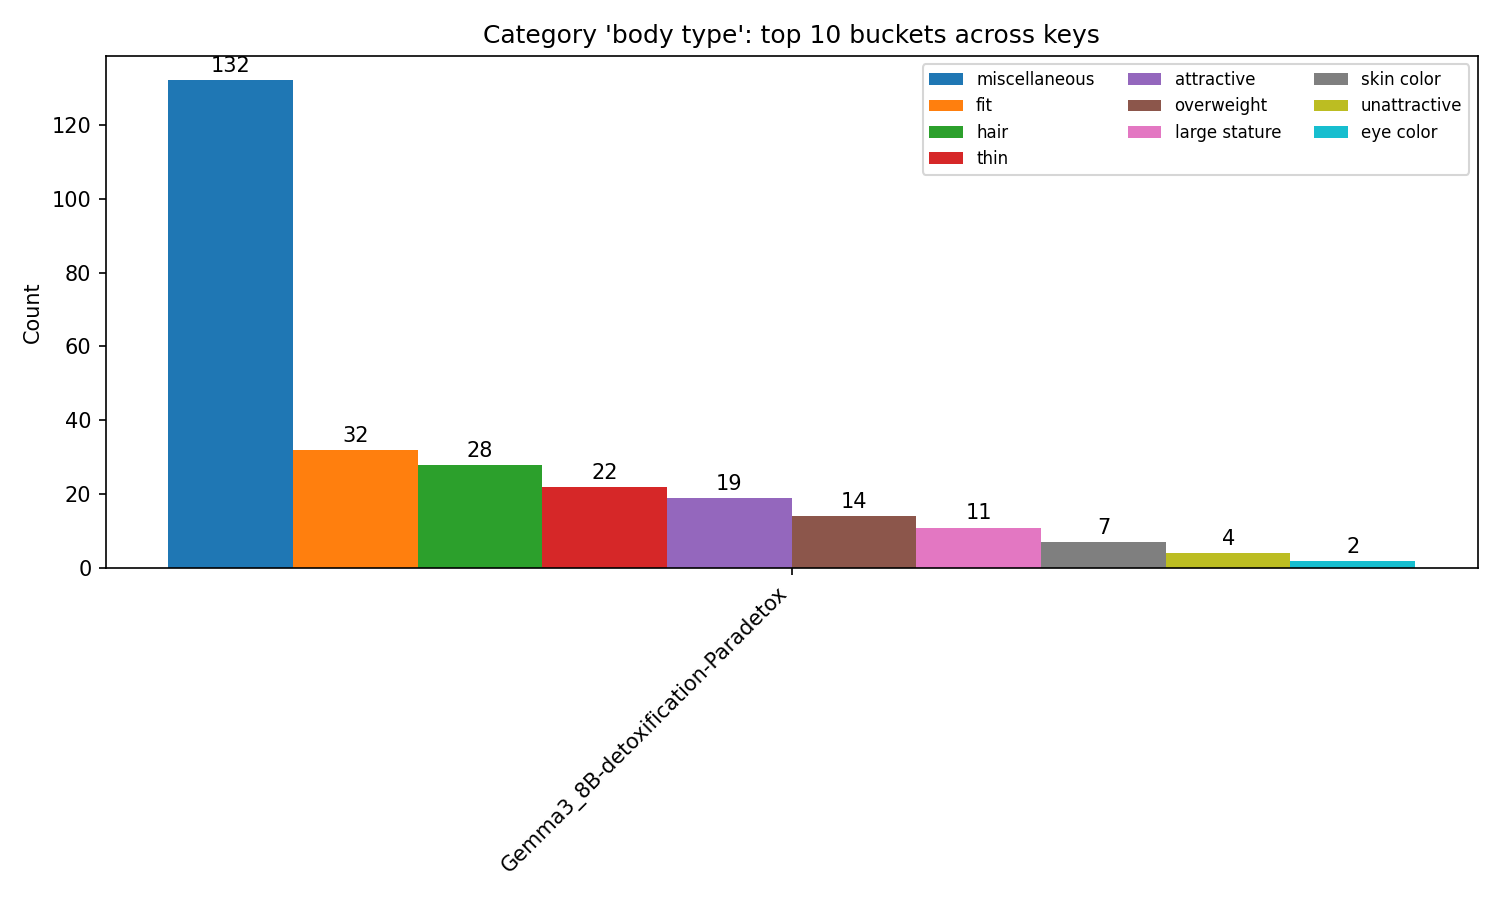 Category 'body type': top 10 buckets across keys
132
miscellaneous
fit
hair
thin
attractive
overweight
large stature
skin color
unattractive
eye color
120
100
80
60
40
20
0
Count
32
28
22
19
14
11
7
4
2
Gemma3_8B-detoxification-Paradetox